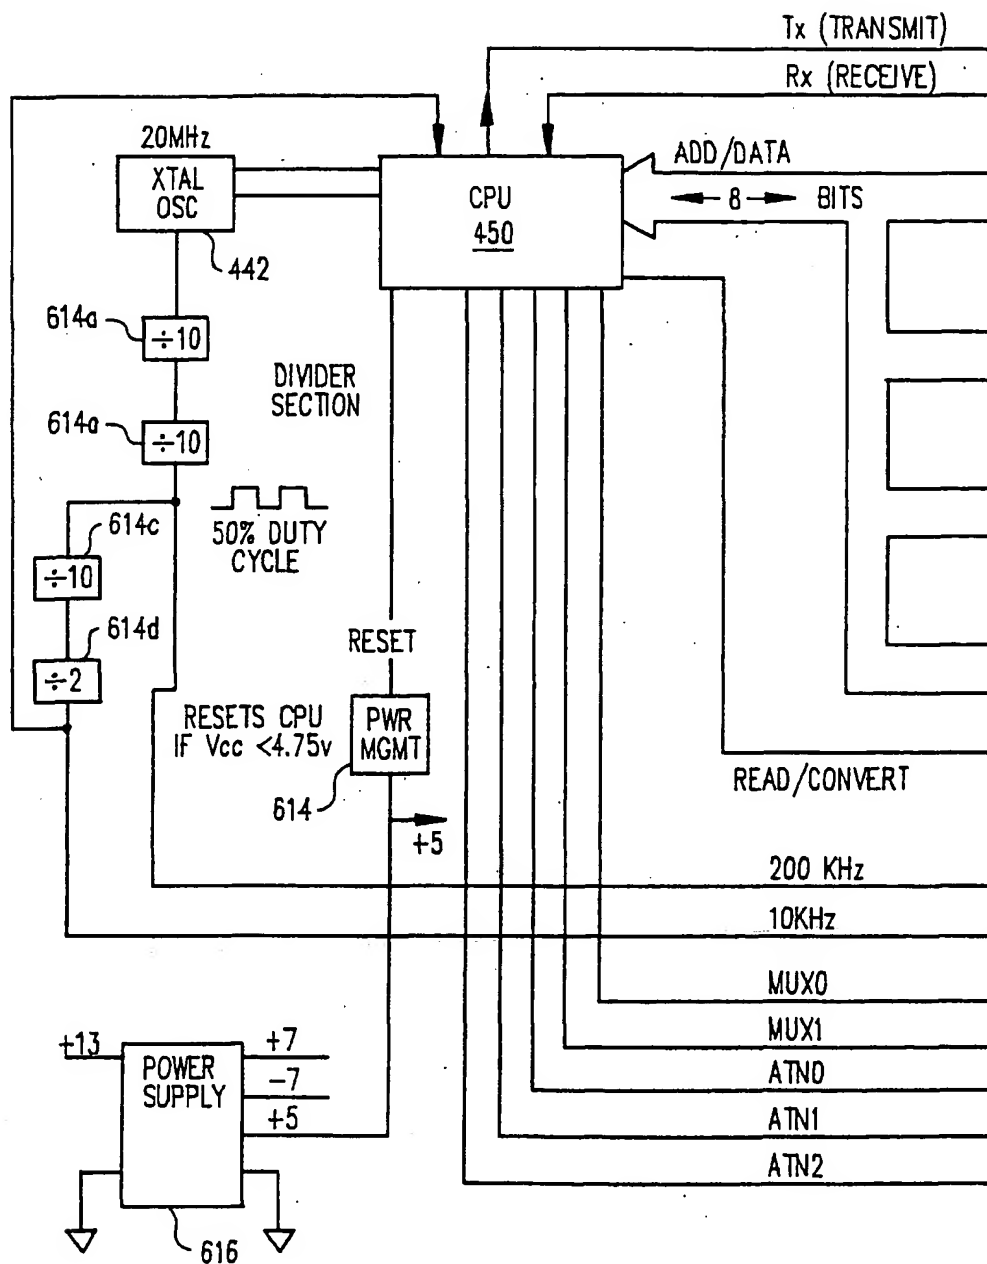 Tx (TRANSMIT)
Rx (RECEIVE)
20MHz
XTAL
OSC
442
CPU
450
ADD/DATA
8 BITS
614a
÷10
614a
÷10
DIVIDER
SECTION
50% DUTY
CYCLE
614c
÷10
614d
÷2
RESET
RESETS CPU
IF Vcc <4.75v
PWR
MGMT
614
+5
READ/CONVERT
200 KHz
10KHz
MUX0
MUX1
ATN0
ATN1
ATN2
+13
POWER
SUPPLY
+7
-7
+5
616